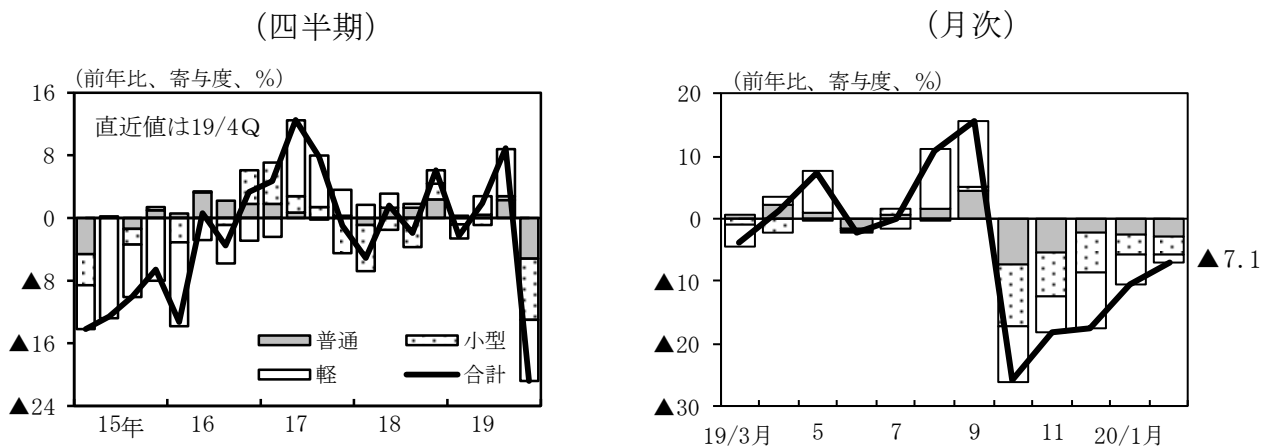 (四半期)
(前年比、寄与度、%)
16
8
0
▲8
▲16
▲24
直近値は19/4Q
普通
小型
軽
合計
15年
16
17
18
19
(月次)
(前年比、寄与度、%)
20
10
0
▲10
▲20
▲30
▲7.1
19/3月
5
7
9
11
20/1月